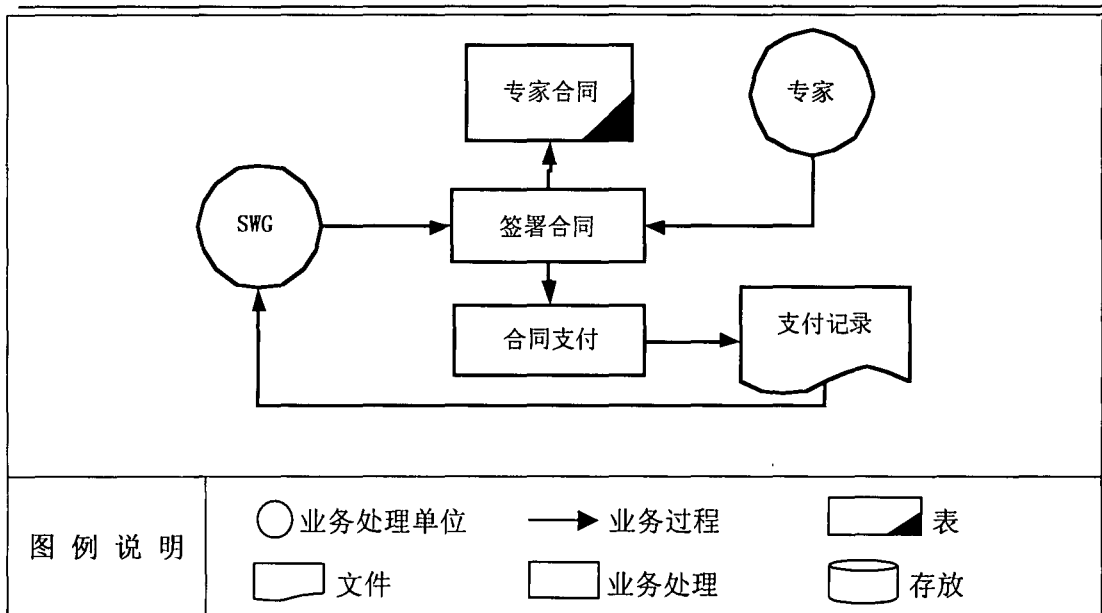 专家合同
专家
SWG
签署合同
合同支付
支付记录
图例说明
业务处理单位
业务过程
表
文件
业务处理
存放